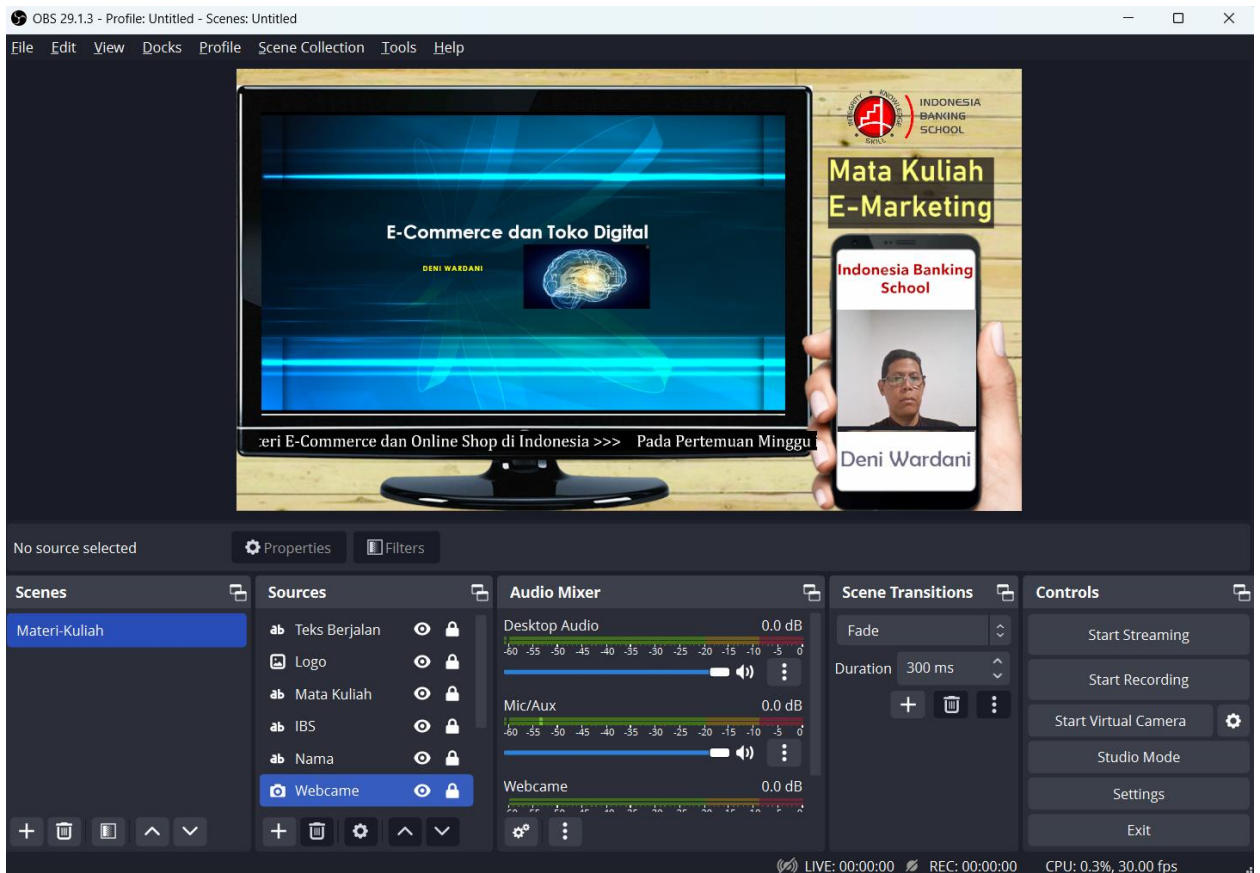 OBS 29.1.3 - Profile: Untitled - Scenes: Untitled
File Edit View Docks Profile Scene Collection Tools Help
INTEGRITY KNOWLEDGE SKILL
INDONESIA
BANKING
SCHOOL
Mata Kuliah
E-Marketing
E-Commerce dan Toko Digital
DENI WARDANI
Indonesia Banking
School
Deni Wardani
eri E-Commerce dan Online Shop di Indonesia >>> Pada Pertemuan Minggu
No source selected
Properties
Filters
Scenes
Materi-Kuliah
Sources
ab Teks Berjalan
Logo
ab Mata Kuliah
ab IBS
ab Nama
Webcame
Audio Mixer
Desktop Audio 0.0 dB
-60 -55 -50 -45 -40 -35 -30 -25 -20 -15 -10 -5 0
Mic/Aux 0.0 dB
-60 -55 -50 -45 -40 -35 -30 -25 -20 -15 -10 -5 0
Webcame 0.0 dB
Scene Transitions
Fade
Duration 300 ms
Controls
Start Streaming
Start Recording
Start Virtual Camera
Studio Mode
Settings
Exit
LIVE: 00:00:00 REC: 00:00:00 CPU: 0.3%, 30.00 fps